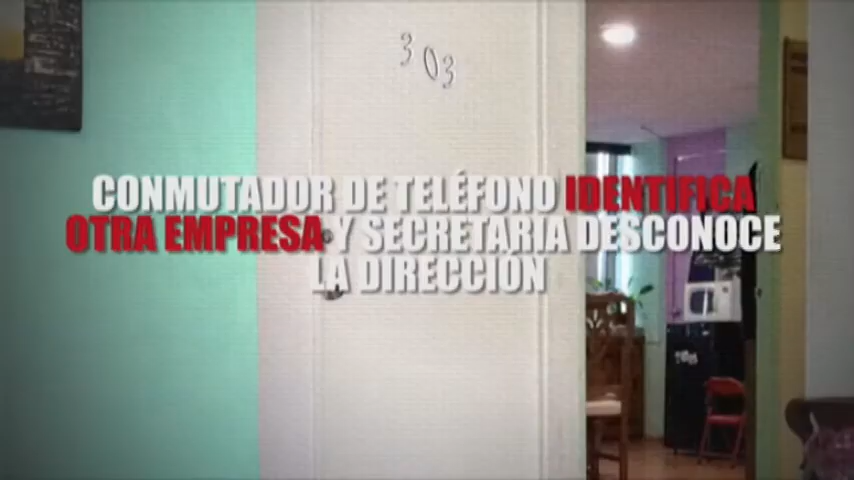 303
CONMUTADOR DE TELÉFONO IDENTIFICA
OTRA EMPRESA Y SECRETARIA DESCONOCE
LA DIRECCIÓN